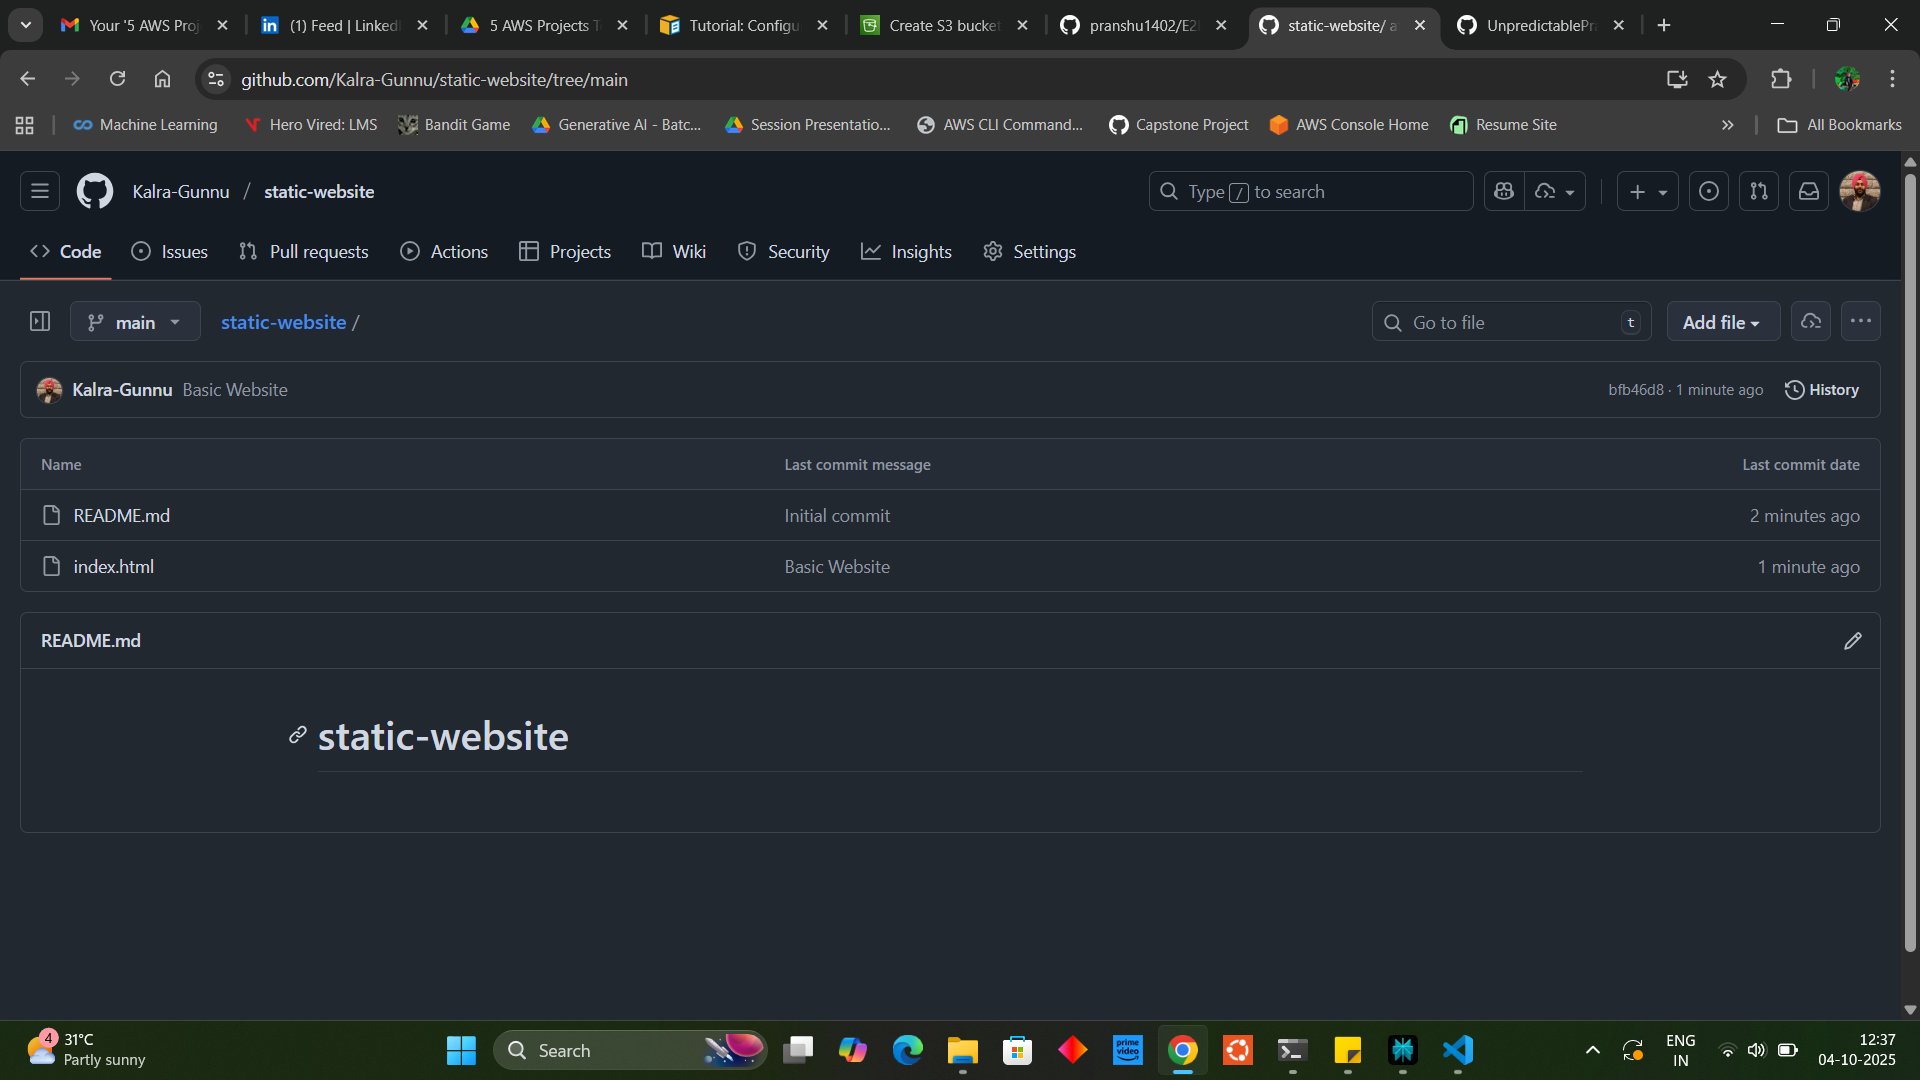 Your '5 AWS Proj
(1) Feed | LinkedI
5 AWS Projects T
Tutorial: Configu
Create S3 bucket
pranshu1402/E2
static-website/ a
UnpredictablePra
github.com/Kalra-Gunnu/static-website/tree/main
Machine Learning
Hero Vired: LMS
Bandit Game
Generative AI - Batc...
Session Presentatio...
AWS CLI Command...
Capstone Project
AWS Console Home
Resume Site
All Bookmarks
Kalra-Gunnu / static-website
Type / to search
Code
Issues
Pull requests
Actions
Projects
Wiki
Security
Insights
Settings
main
static-website /
Go to file
t
Add file
Kalra-Gunnu Basic Website
bfb46d8 · 1 minute ago
History
Name
Last commit message
Last commit date
README.md
Initial commit
2 minutes ago
index.html
Basic Website
1 minute ago
README.md
static-website
4
31°C
Partly sunny
Search
prime video
ENG
IN
12:37
04-10-2025